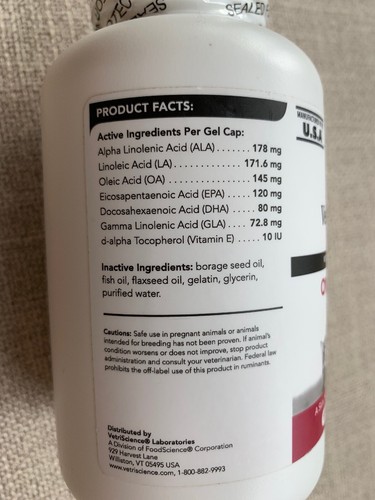 SEALED
PRODUCT FACTS:
MANUFACTURED
U.S.A
Active Ingredients Per Gel Cap:
Alpha Linolenic Acid (ALA)....... 178 mg
Linoleic Acid (LA)............. 171.6 mg
Oleic Acid (OA) ................ 145 mg
Eicosapentaenoic Acid (EPA) ..... 120 mg
Docosahexaenoic Acid (DHA) ..... 80 mg
Gamma Linolenic Acid (GLA).... 72.8 mg
d-alpha Tocopherol (Vitamin E) ..... 10 IU
Inactive Ingredients: borage seed oil,
fish oil, flaxseed oil, gelatin, glycerin,
purified water.
Cautions: Safe use in pregnant animals or animals
intended for breeding has not been proven. If animal's
condition worsens or does not improve, stop product
administration and consult your veterinarian. Federal law
prohibits the off-label use of this product in ruminants.
Distributed by
VetriScience® Laboratories
A Division of FoodScience® Corporation
929 Harvest Lane
Williston, VT 05495 USA
www.vetriscience.com, 1-800-882-9993